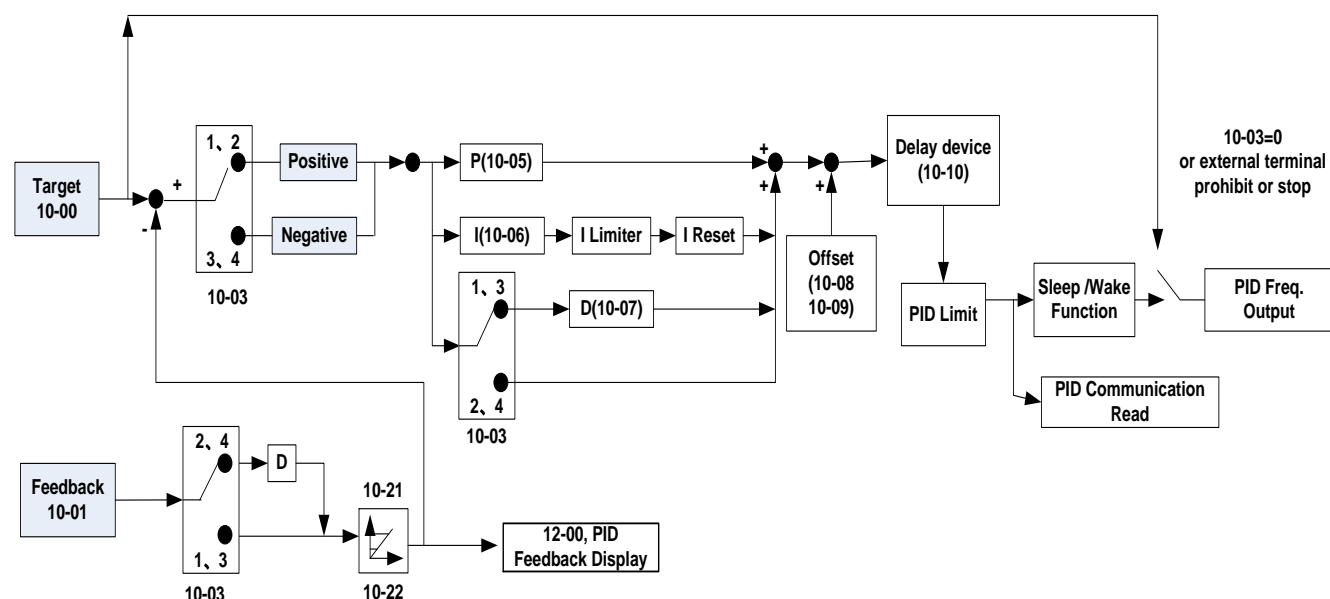 10-03=0
or external terminal
prohibit or stop
Target
10-00
+
-
1、2
3、4
10-03
Positive
Negative
P(10-05)
I(10-06)
I Limiter
I Reset
1、3
2、4
10-03
D(10-07)
+
+
+
Offset
(10-08
10-09)
Delay device
(10-10)
PID Limit
Sleep /Wake
Function
PID Freq.
Output
PID Communication
Read
Feedback
10-01
2、4
1、3
10-03
D
10-21
10-22
12-00, PID
Feedback Display